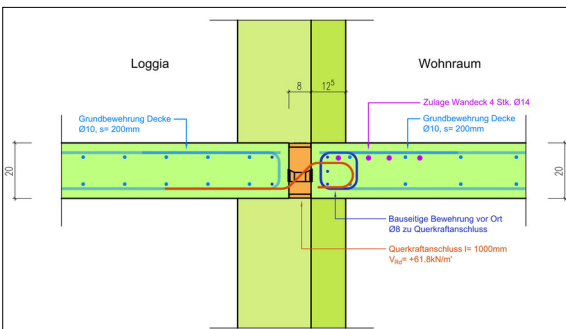 Loggia
Wohnraum
8
12⁵
Zulage Wandeck 4 Stk. Ø14
Grundbewehrung Decke
Ø10, s= 200mm
Grundbewehrung Decke
Ø10, s= 200mm
20
20
Bauseitige Bewehrung vor Ort
Ø8 zu Querkraftanschluss
Querkraftanschluss l= 1000mm
V_Rd= +61.8kN/m'